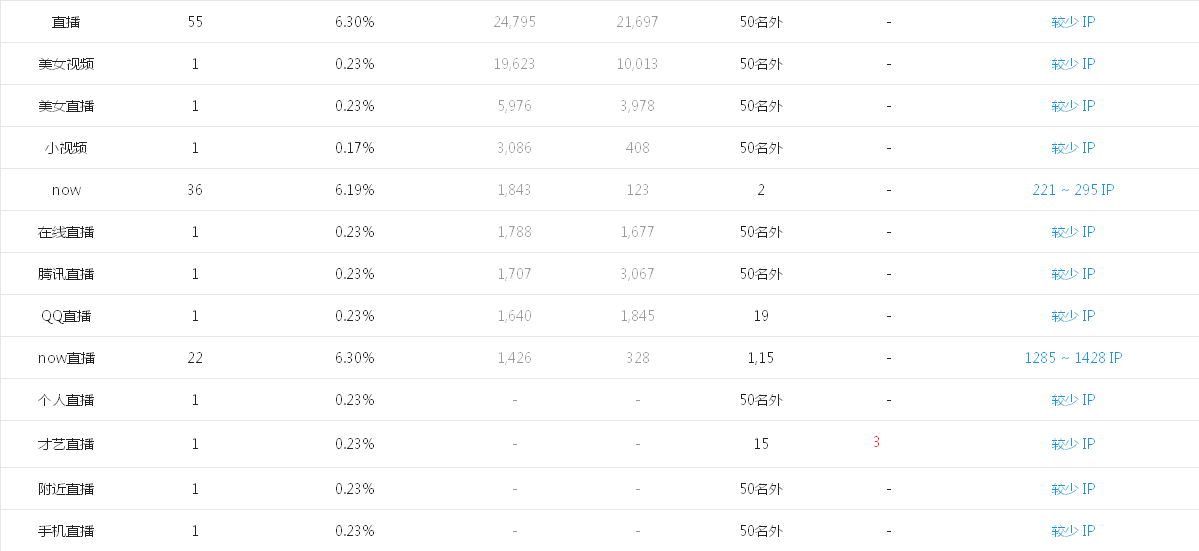 直播 55 6.30% 24,795 21,697 50名外 - 较少 IP
美女视频 1 0.23% 19,623 10,013 50名外 - 较少 IP
美女直播 1 0.23% 5,976 3,978 50名外 - 较少 IP
小视频 1 0.17% 3,086 408 50名外 - 较少 IP
now 36 6.19% 1,843 123 2 - 221 ~ 295 IP
在线直播 1 0.23% 1,788 1,677 50名外 - 较少 IP
腾讯直播 1 0.23% 1,707 3,067 50名外 - 较少 IP
QQ直播 1 0.23% 1,640 1,845 19 - 较少 IP
now直播 22 6.30% 1,426 328 1,15 - 1285 ~ 1428 IP
个人直播 1 0.23% - - 50名外 - 较少 IP
才艺直播 1 0.23% - - 15 3 较少 IP
附近直播 1 0.23% - - 50名外 - 较少 IP
手机直播 1 0.23% - - 50名外 - 较少 IP